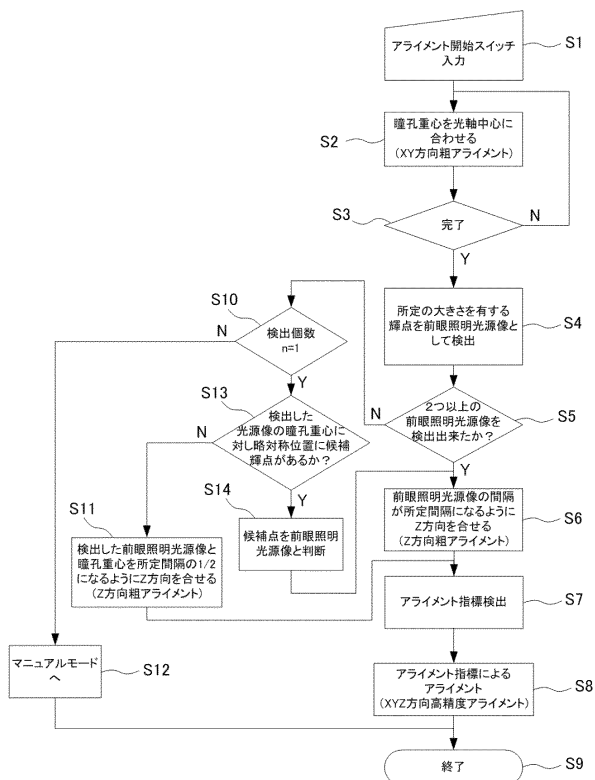 アライメント開始スイッチ
入力
S1
瞳孔重心を光軸中心に
合わせる
(XY方向粗アライメント)
S2
S3
完了
N
Y
所定の大きさを有する
輝点を前眼照明光源像と
して検出
S4
S10
検出個数
n=1
N
Y
2つ以上の
前眼照明光源像を
検出出来たか?
S5
N
Y
S13
検出した
光源像の瞳孔重心に
対し略対称位置に候補
輝点があるか?
N
Y
S14
候補点を前眼照明
光源像と判断
前眼照明光源像の間隔
が所定間隔になるように
Z方向を合せる
(Z方向粗アライメント)
S6
S11
検出した前眼照明光源像と
瞳孔重心を所定間隔の1/2
になるようにZ方向を合せる
(Z方向粗アライメント)
アライメント指標検出
S7
マニュアルモード
へ
S12
アライメント指標による
アライメント
(XYZ方向高精度アライメント)
S8
終了
S9